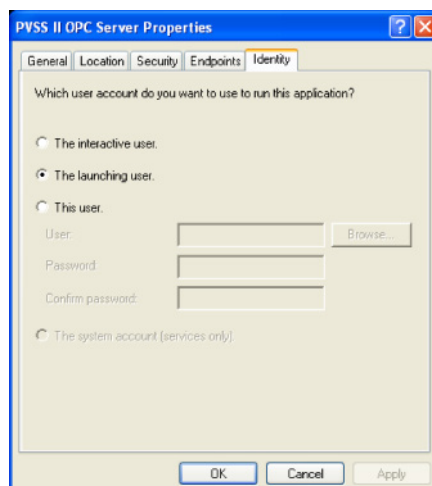 PVSS II OPC Server Properties
General Location Security Endpoints Identity
Which user account do you want to use to run this application?
The interactive user.
The launching user.
This user.
User:
Browse...
Password:
Confirm password:
The system account (services only).
OK Cancel Apply